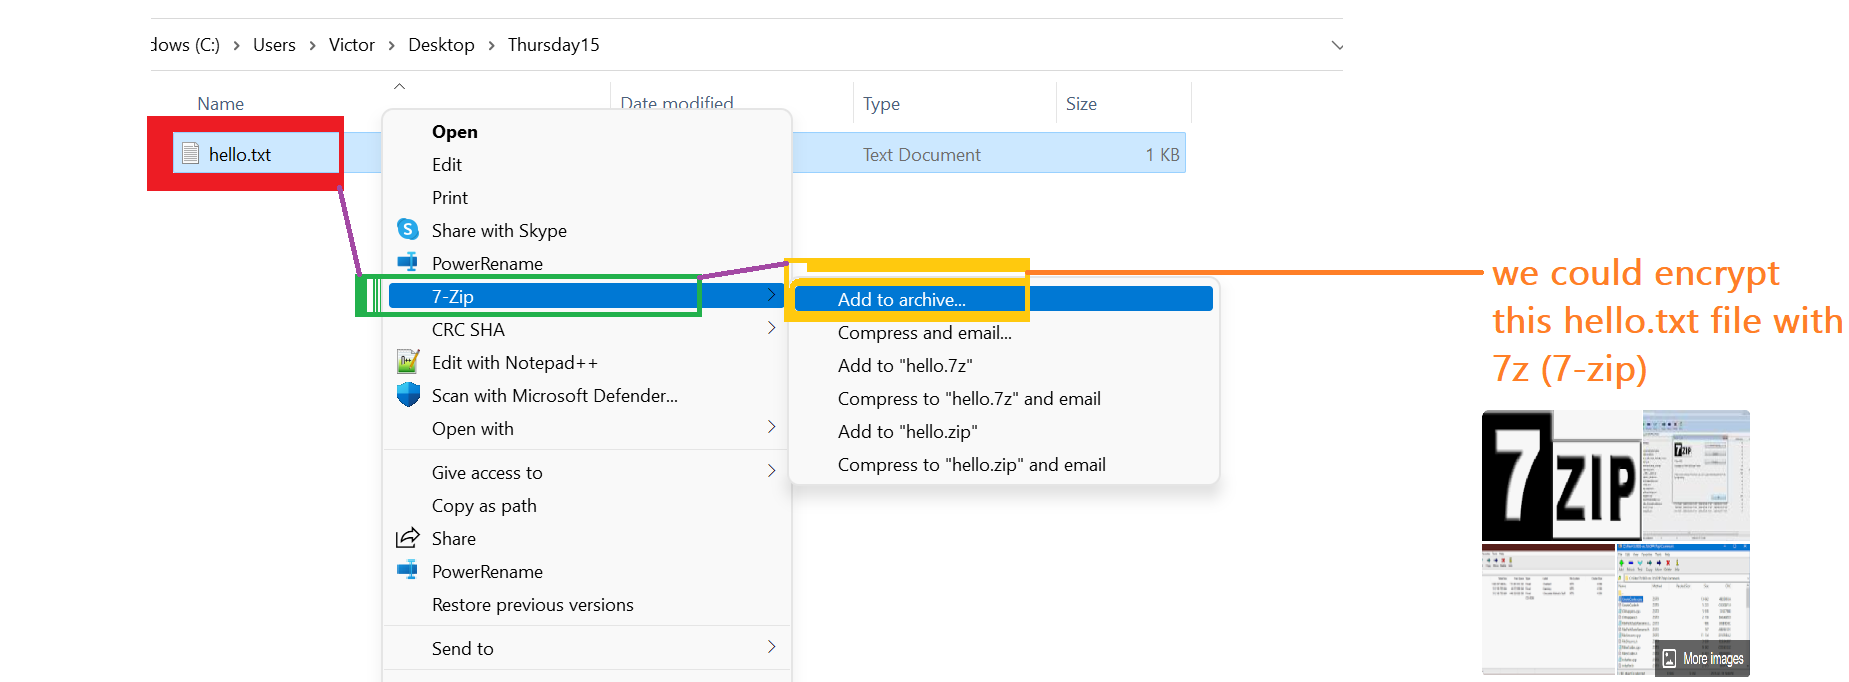 dows (C:) > Users > Victor > Desktop > Thursday15
Name Date modified Type Size
hello.txt Text Document 1 KB
Open
Edit
Print
Share with Skype
PowerRename
7-Zip
CRC SHA
Edit with Notepad++
Scan with Microsoft Defender...
Open with
Give access to
Copy as path
Share
PowerRename
Restore previous versions
Send to
Add to archive...
Compress and email...
Add to "hello.7z"
Compress to "hello.7z" and email
Add to "hello.zip"
Compress to "hello.zip" and email
we could encrypt
this hello.txt file with
7z (7-zip)
7 ZIP
More images